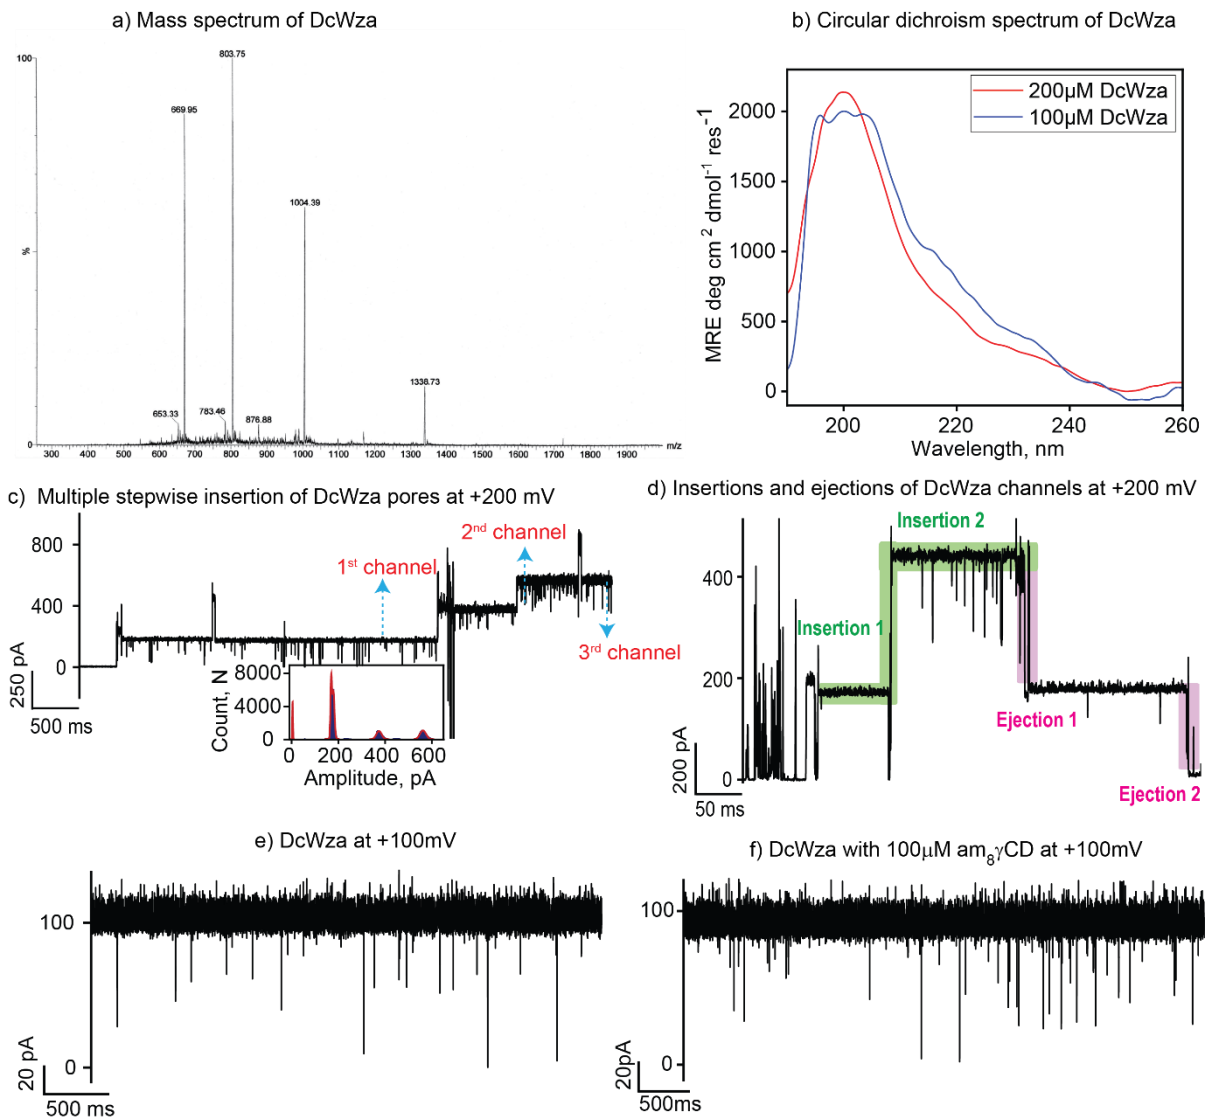 a) Mass spectrum of DcWza
100
803.75
669.95
1004.39
%
1338.73
653.33
783.46
876.88
0
m/z
300 400 500 600 700 800 900 1000 1100 1200 1300 1400 1500 1600 1700 1800 1900
b) Circular dichroism spectrum of DcWza
200µM DcWza
100µM DcWza
2000
1500
1000
500
0
MRE deg cm² dmol⁻¹ res⁻¹
200 220 240 260
Wavelength, nm
c) Multiple stepwise insertion of DcWza pores at +200 mV
800
400
0
1st channel
2nd channel
3rd channel
250 pA
500 ms
8000
4000
0
Count, N
0 200 400 600
Amplitude, pA
d) Insertions and ejections of DcWza channels at +200 mV
Insertion 2
400
Insertion 1
200
Ejection 1
0
Ejection 2
200 pA
50 ms
e) DcWza at +100mV
100
0
20 pA
500 ms
f) DcWza with 100µM am₈γCD at +100mV
100
0
20pA
500ms